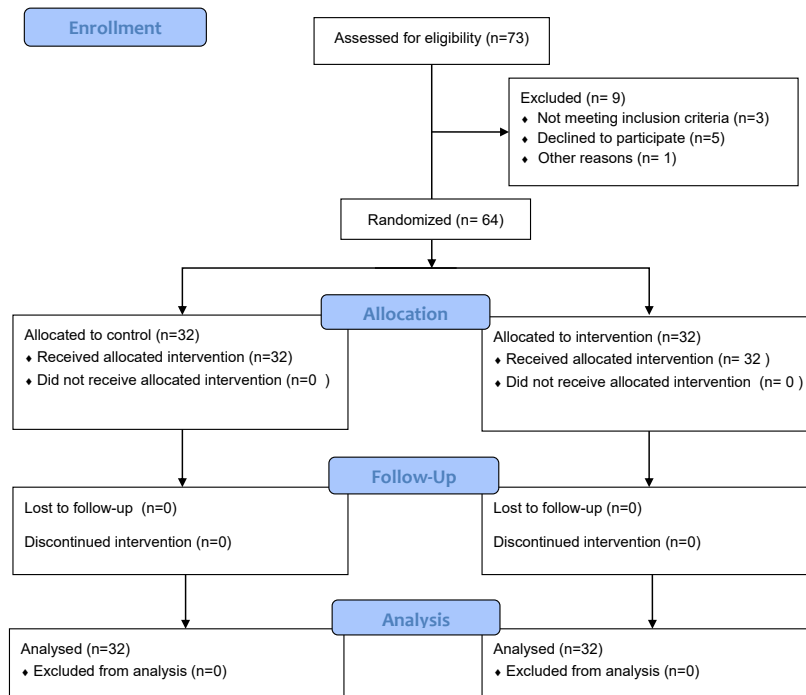 Enrollment
Assessed for eligibility (n=73)
Excluded (n= 9)
♦ Not meeting inclusion criteria (n=3)
♦ Declined to participate (n=5)
♦ Other reasons (n= 1)
Randomized (n= 64)
Allocation
Allocated to control (n=32)
♦ Received allocated intervention (n=32)
♦ Did not receive allocated intervention (n=0  )
Allocated to intervention (n=32)
♦ Received allocated intervention (n= 32 )
♦ Did not receive allocated intervention  (n= 0 )
Follow-Up
Lost to follow-up  (n=0)
Discontinued intervention (n=0)
Lost to follow-up (n=0)
Discontinued intervention (n=0)
Analysis
Analysed (n=32)
♦ Excluded from analysis (n=0)
Analysed (n=32)
♦ Excluded from analysis (n=0)